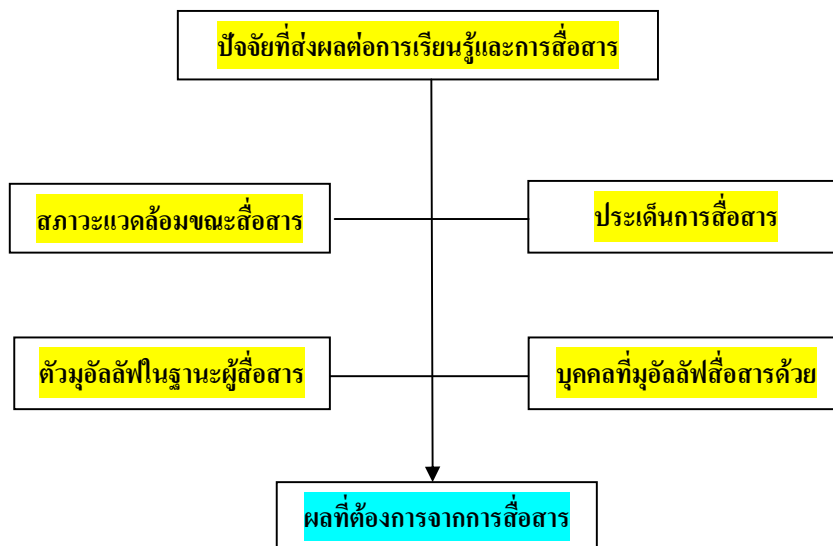 ปัจจัยที่ส่งผลต่อการเรียนรู้และการสื่อสาร
สภาวะแวดล้อมขณะสื่อสาร
ประเด็นการสื่อสาร
ตัวมุอัลลัฟในฐานะผู้สื่อสาร
บุคคลที่มุอัลลัฟสื่อสารด้วย
ผลที่ต้องการจากการสื่อสาร